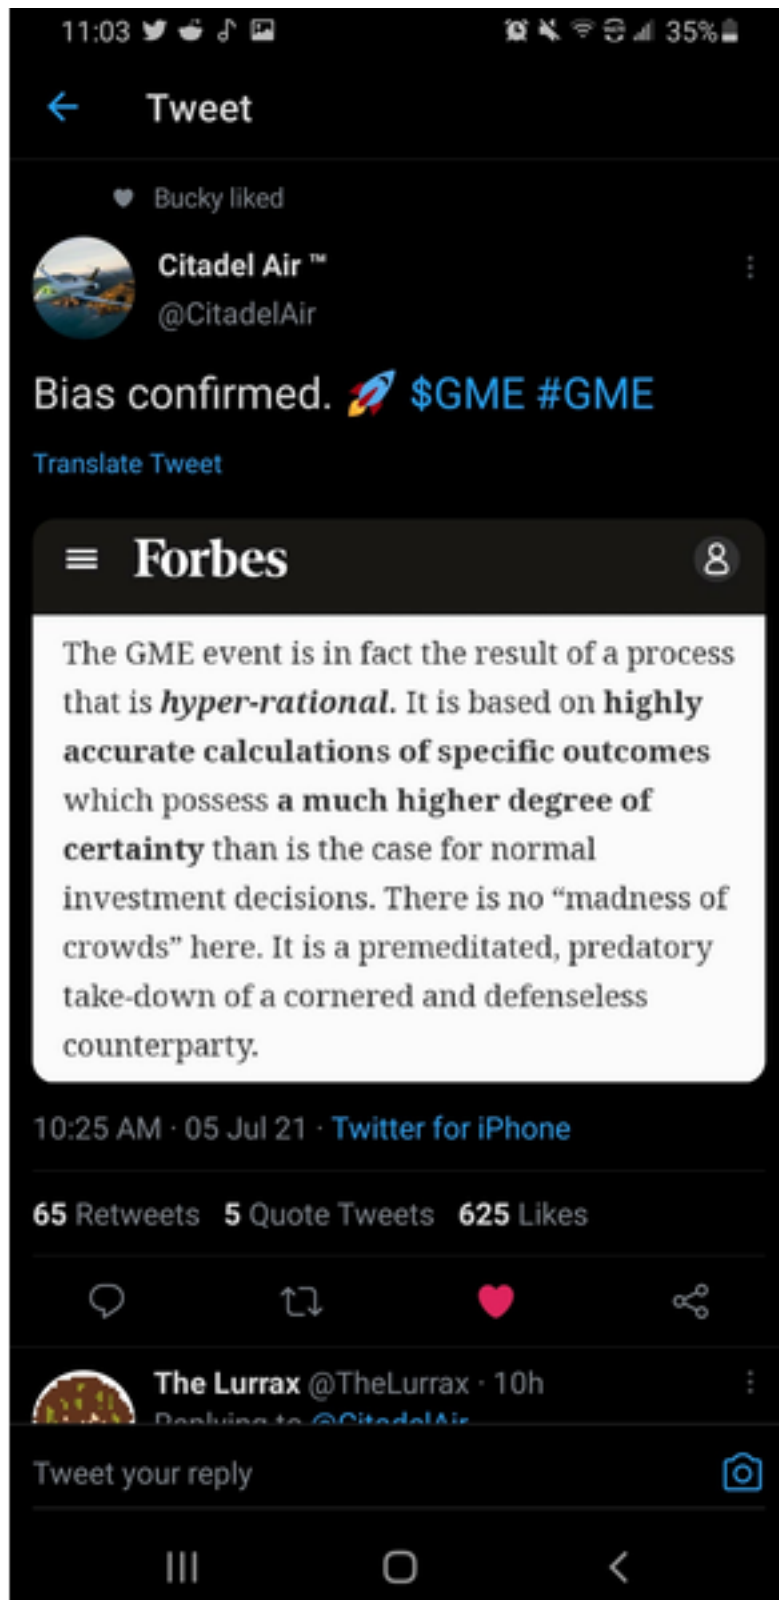 11:03 35%
Tweet
Bucky liked
Citadel Air ™
@CitadelAir
Bias confirmed. 🚀 $GME #GME
Translate Tweet
Forbes
The GME event is in fact the result of a process
that is hyper-rational. It is based on highly
accurate calculations of specific outcomes
which possess a much higher degree of
certainty than is the case for normal
investment decisions. There is no “madness of
crowds” here. It is a premeditated, predatory
take-down of a cornered and defenseless
counterparty.
10:25 AM · 05 Jul 21 · Twitter for iPhone
65 Retweets 5 Quote Tweets 625 Likes
The Lurrax @TheLurrax · 10h
Replying to @CitadelAir
Tweet your reply